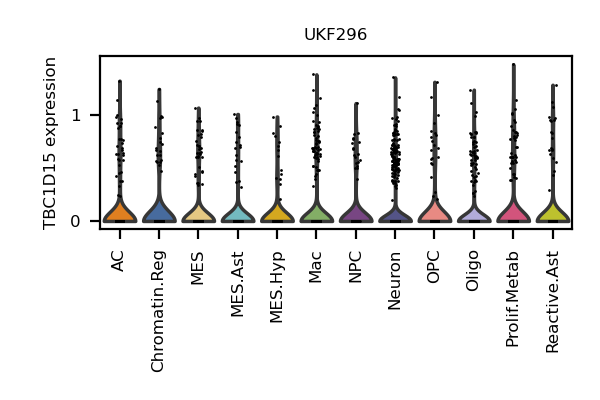 UKF296
TBC1D15 expression
1
0
AC
Chromatin.Reg
MES
MES.Ast
MES.Hyp
Mac
NPC
Neuron
OPC
Oligo
Prolif.Metab
Reactive.Ast